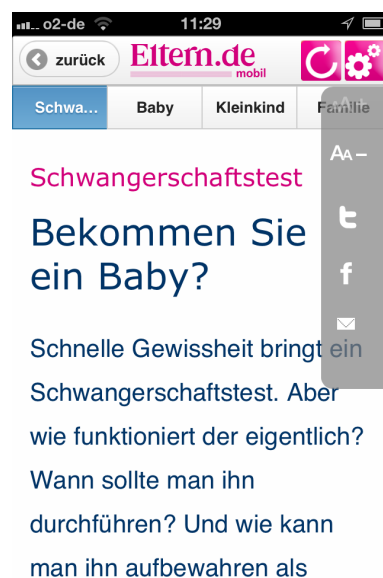 o2-de 11:29
zurück Eltern.de
mobil
Schwa... Baby Kleinkind Familie
AA+
AA–
Schwangerschaftstest
Bekommen Sie
ein Baby?
Schnelle Gewissheit bringt ein
Schwangerschaftstest. Aber
wie funktioniert der eigentlich?
Wann sollte man ihn
durchführen? Und wie kann
man ihn aufbewahren als